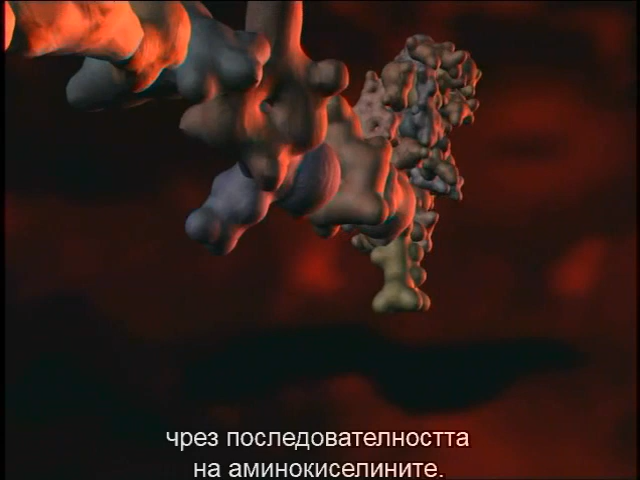 чрез последователността
на аминокиселините.